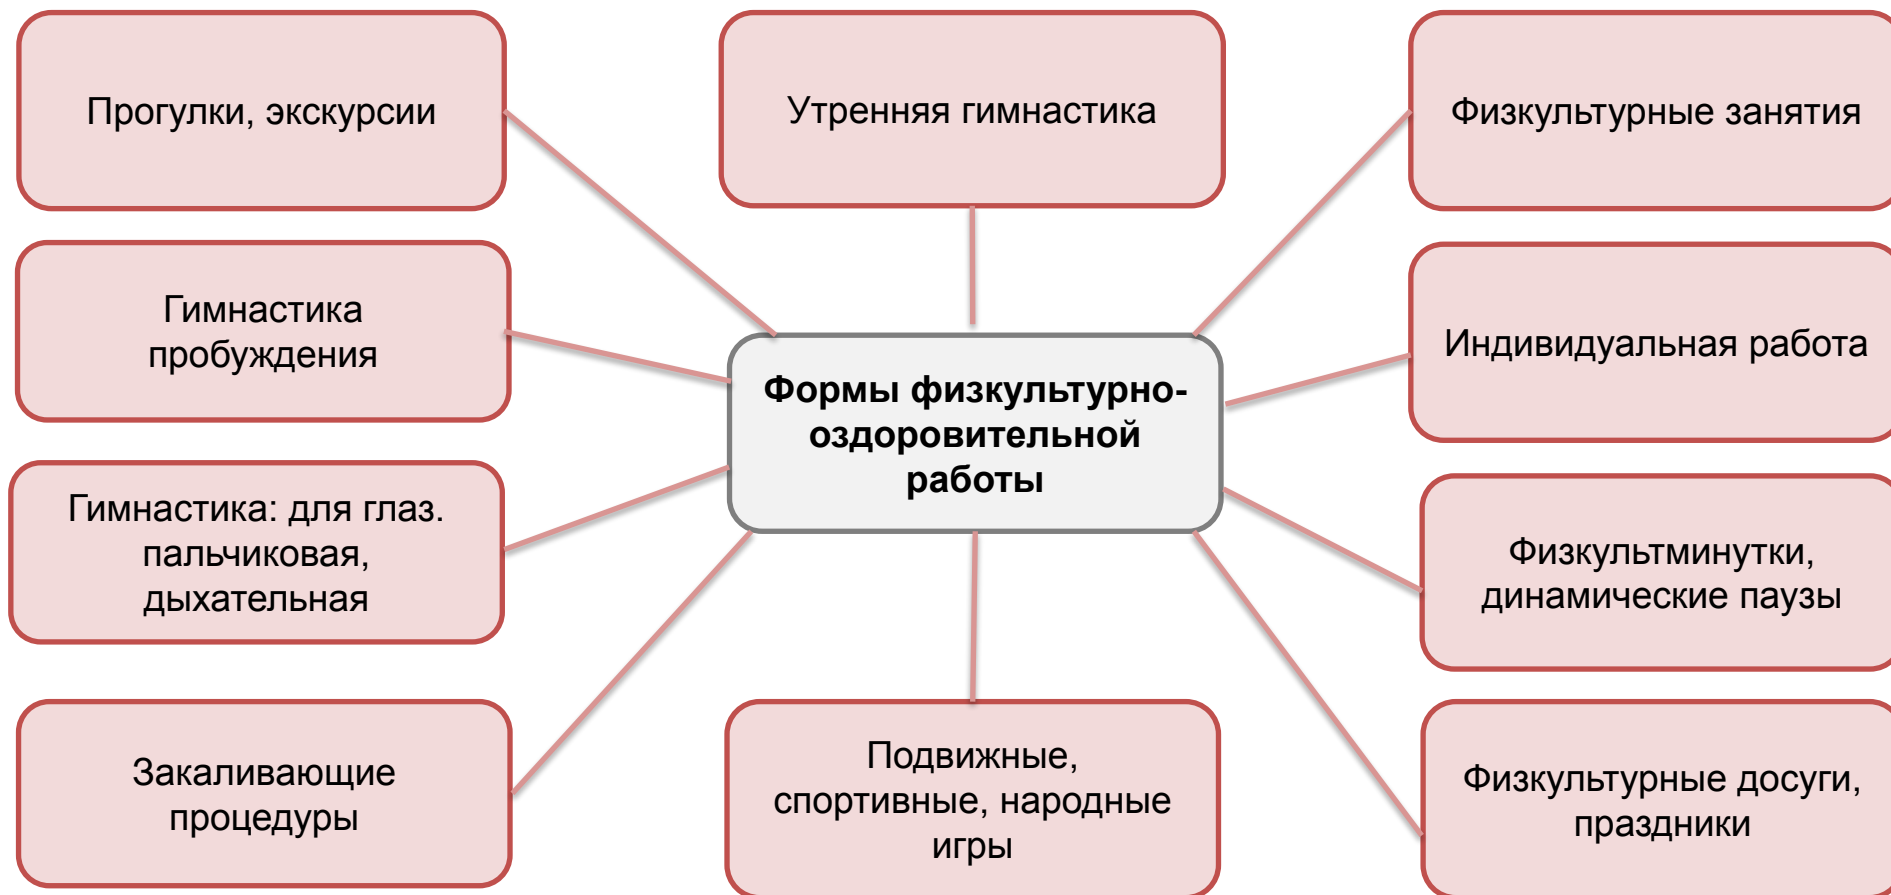 Прогулки, экскурсии
Утренняя гимнастика
Физкультурные занятия
Гимнастика
пробуждения
Индивидуальная работа
Формы физкультурно-
оздоровительной
работы
Гимнастика: для глаз.
пальчиковая,
дыхательная
Физкультминутки,
динамические паузы
Закаливающие
процедуры
Подвижные,
спортивные, народные
игры
Физкультурные досуги,
праздники